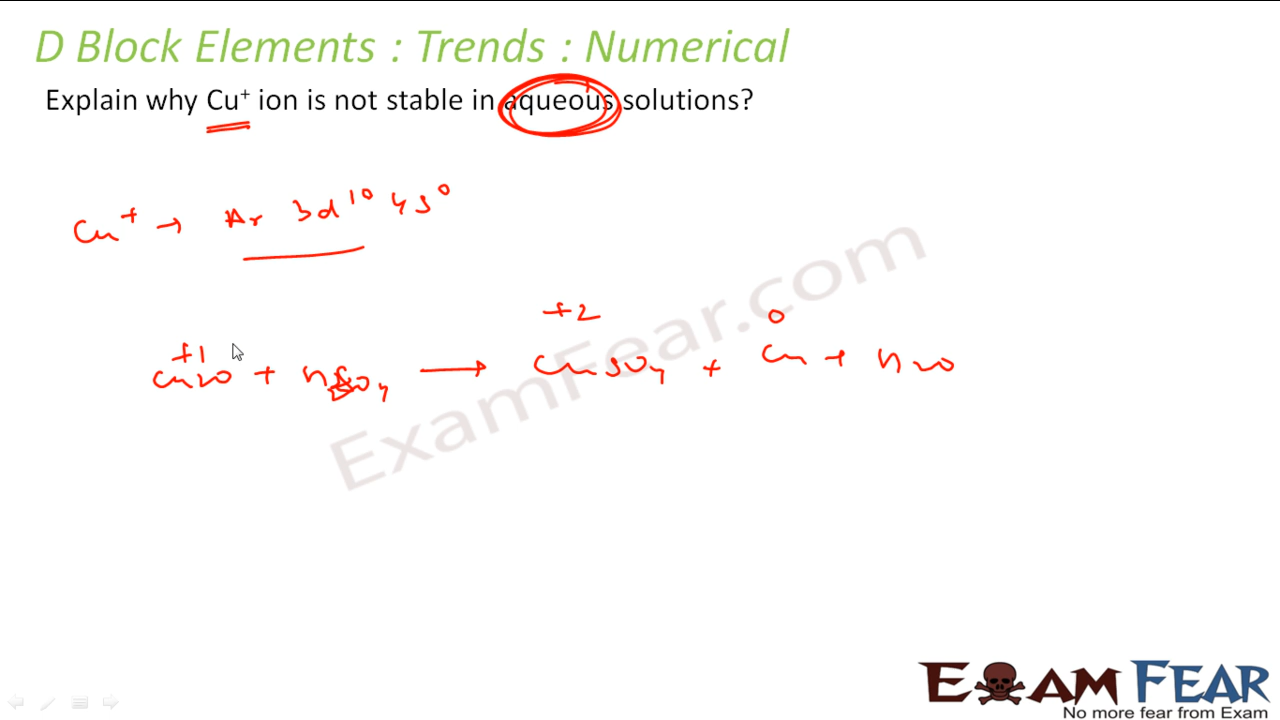 D Block Elements : Trends : Numerical
Explain why Cu⁺ ion is not stable in aqueous solutions?
Cu⁺ → Ar 3d¹⁰ 4s⁰
+2 0
+1
Cu2O + H2SO4 → CuSO4 + Cu + H2O
ExamFear.com
EXAM FEAR
No more fear from Exam